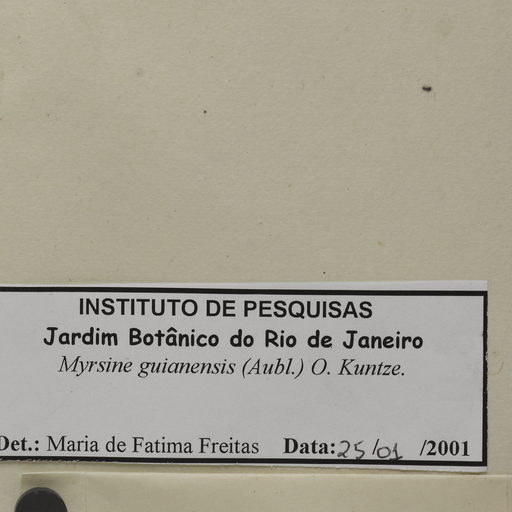 INSTITUTO DE PESQUISAS
Jardim Botânico do Rio de Janeiro
Myrsine guianensis (Aubl.) O. Kuntze.
Det.: Maria de Fatima Freitas Data: 25/01 /2001